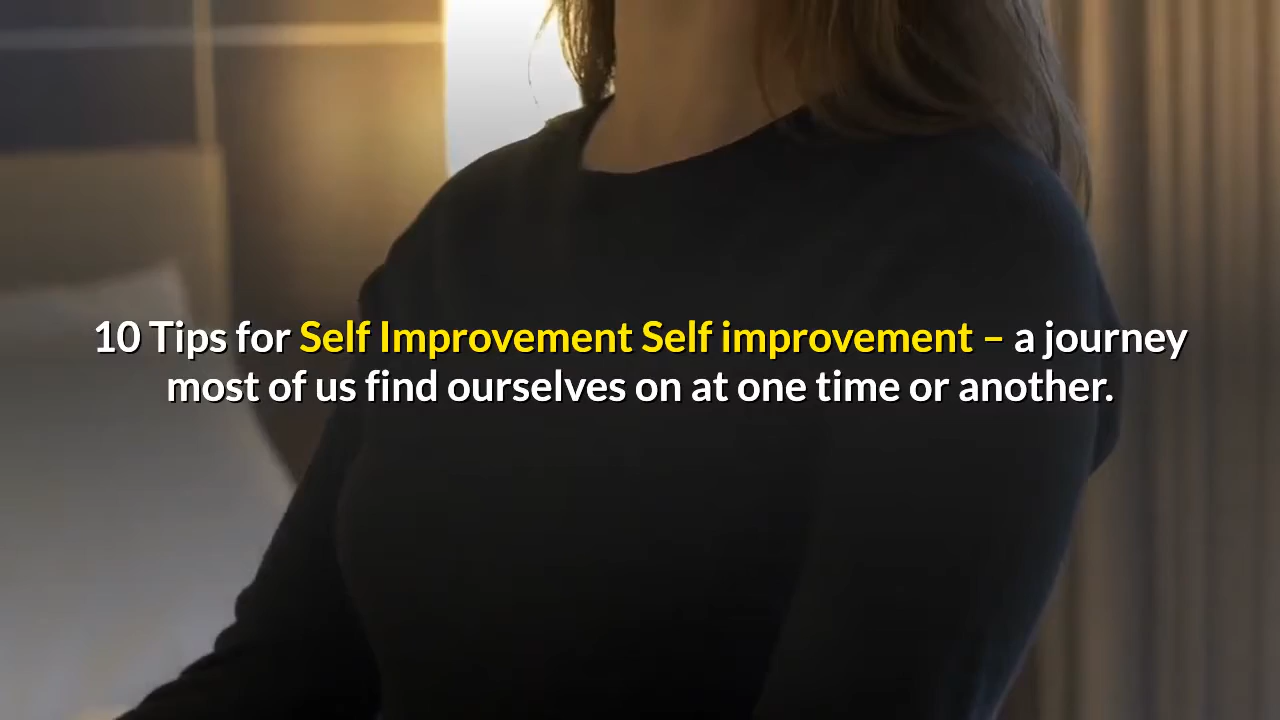 10 Tips for Self Improvement Self improvement – a journey
most of us find ourselves on at one time or another.